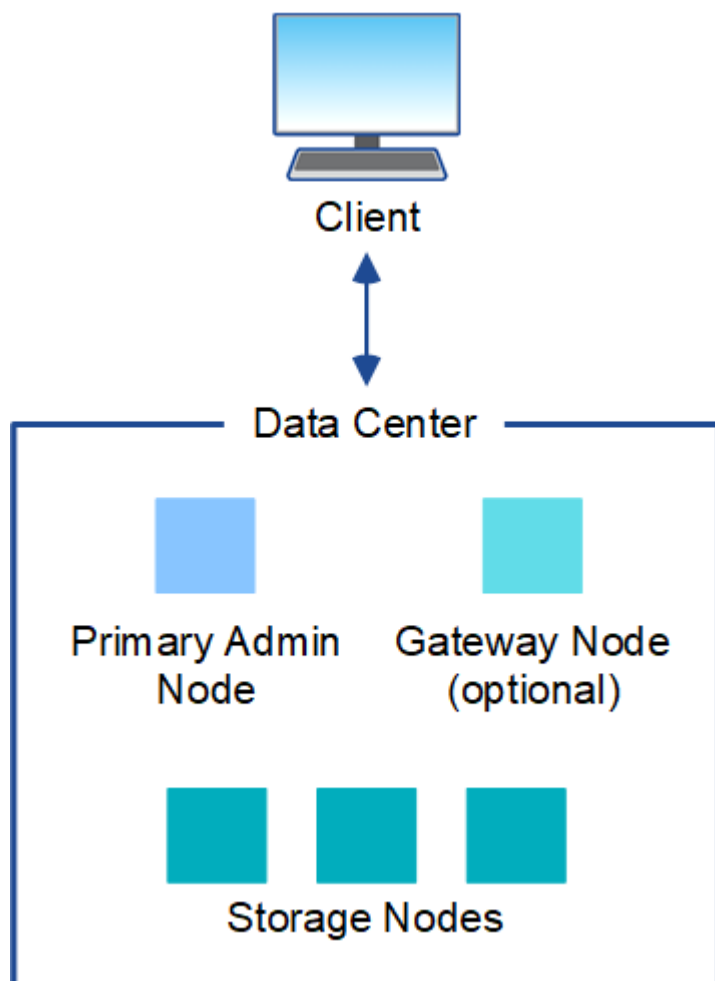 Client
Data Center
Primary Admin
Node
Gateway Node
(optional)
Storage Nodes